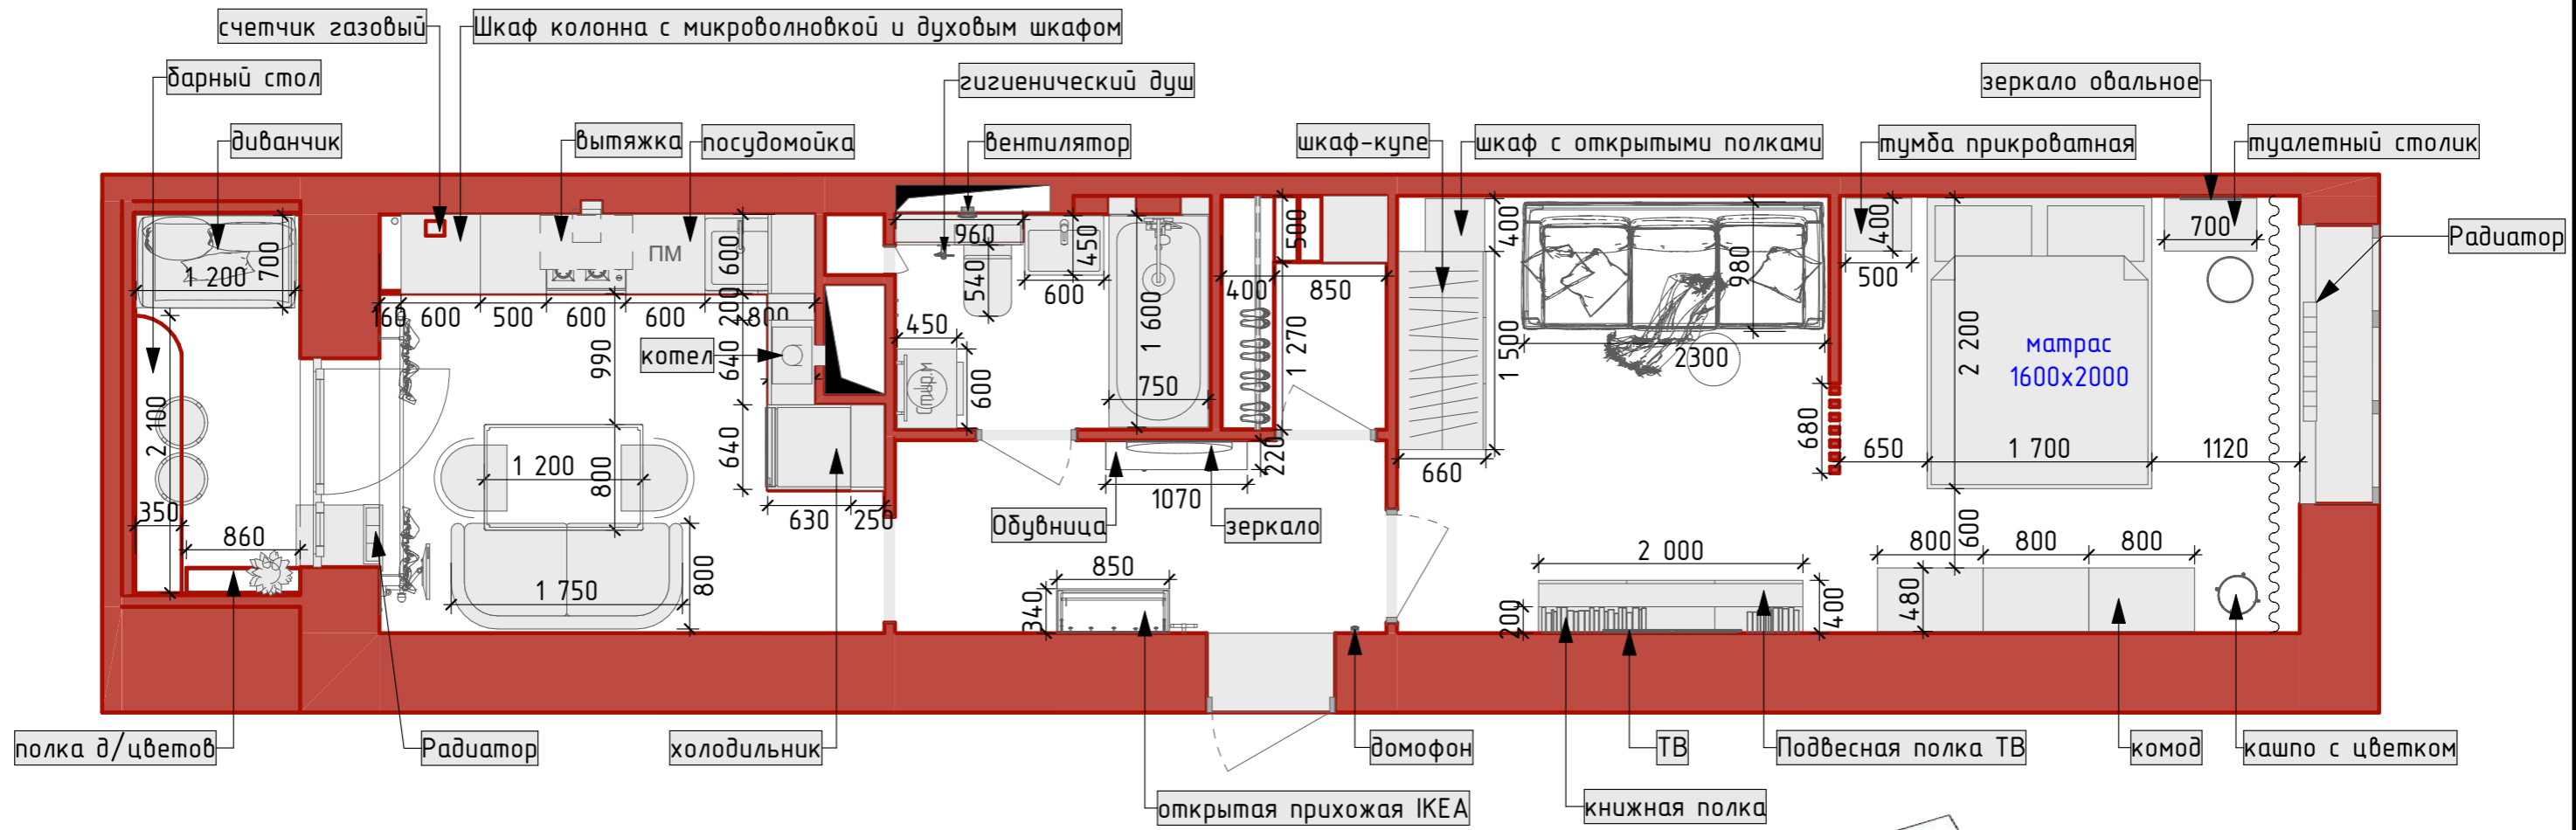 счетчик газовый
Шкаф колонна с микроволновкой и духовым шкафом
барный стол
гигиенический душ
зеркало овальное
диванчик
вытяжка
посудомойка
вентилятор
шкаф-купе
шкаф с открытыми полками
тумба прикроватная
туалетный столик
Радиатор
1 200
700
ПМ
600
960
450
540
600
500
400
850
400
980
400
500
700
160
600
500
600
600
800
200
990
640
котел
450
600
стир.м
1 600
750
1 270
1 500
2300
2 200
матрас
1600x2000
2 100
350
860
1 200
800
640
630
250
220
1070
660
680
650
1 700
1120
Обувница
зеркало
1 750
800
850
340
2 000
200
400
800
800
800
600
480
полка д/цветов
Радиатор
холодильник
домофон
ТВ
Подвесная полка ТВ
комод
кашпо с цветком
открытая прихожая IKEA
книжная полка